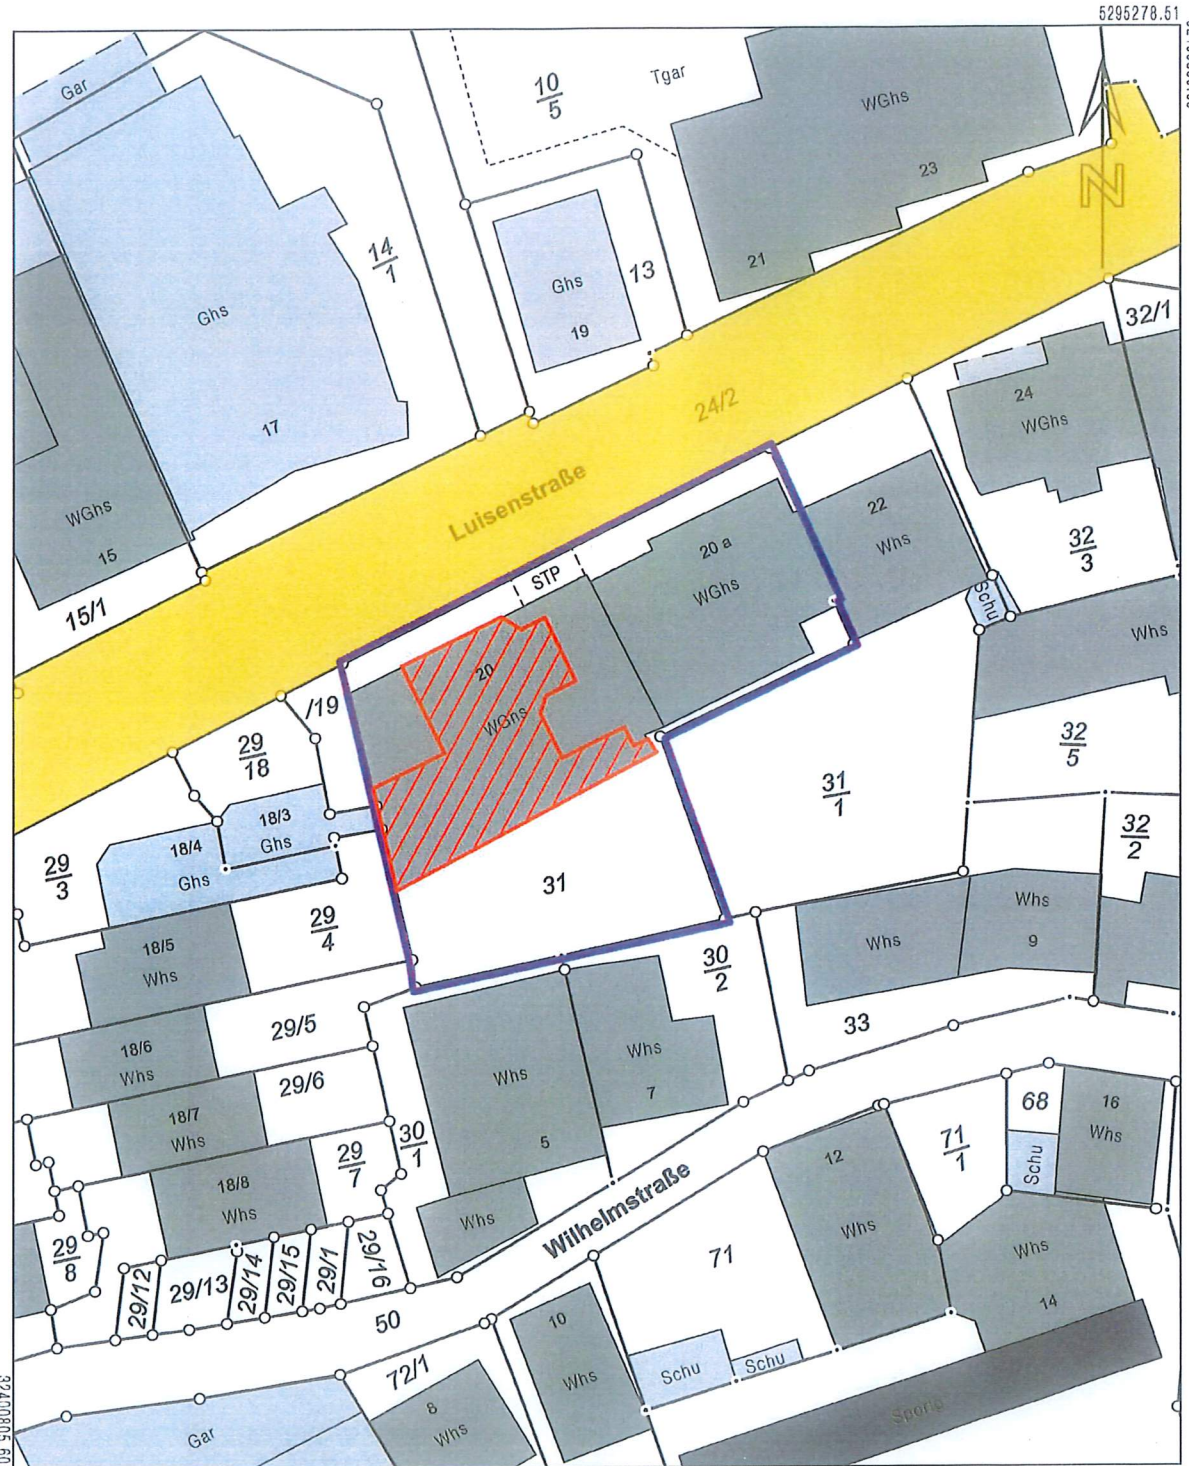 5295278.51
Gar
10
5
Tgar
WGhs
23
21
14
1
Ghs
19
13
Ghs
17
N
32/1
24/2
24
WGhs
WGhs
15
Luisenstraße
22
Whs
32
3
15/1
STP
20 a
WGhs
Schu
Whs
20
WGhs
/19
29
18
32
5
31
1
18/3
Ghs
18/4
Ghs
29
3
31
32
2
29
4
Whs
9
Whs
18/5
Whs
30
2
29/5
33
18/6
Whs
Whs
Whs
7
29/6
18/7
Whs
5
30
1
29
7
68
16
Whs
71
1
Schu
12
18/8
Whs
Whs
Wilhelmstraße
Whs
29
8
29/12
29/13
29/14
29/15
29/1
29/16
71
Whs
14
50
10
Whs
72/1
Schu
Schu
8
Whs
Sporlp
Gar
32400805.60